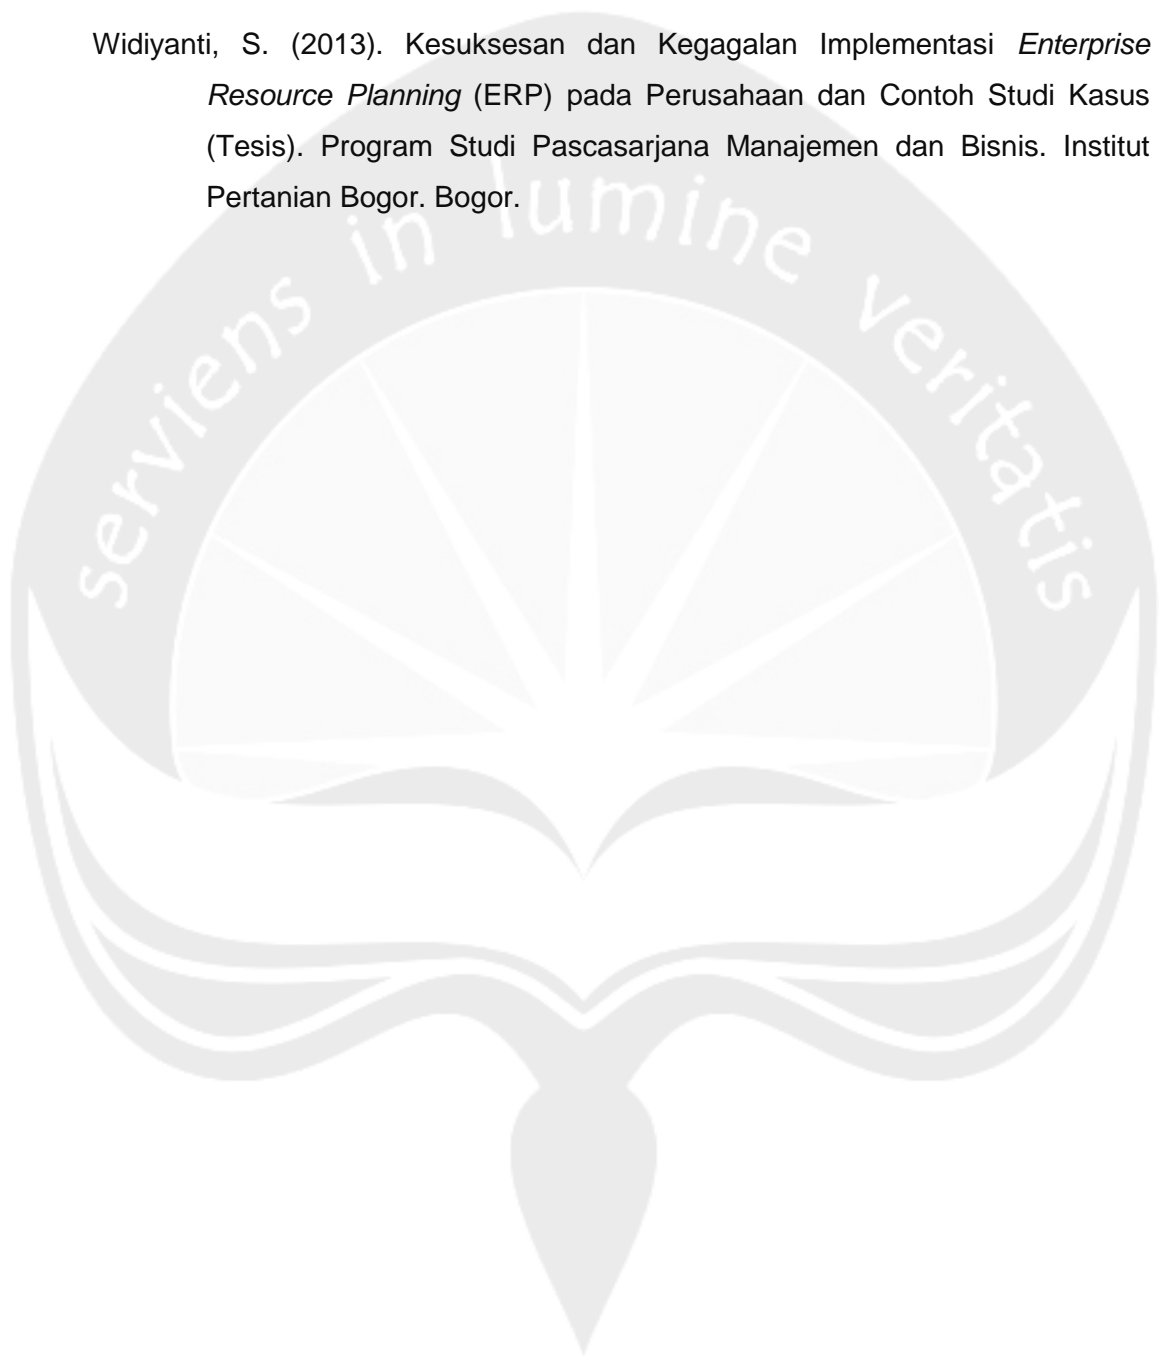 Widiyanti, S. (2013). Kesuksesan dan Kegagalan Implementasi Enterprise
Resource Planning (ERP) pada Perusahaan dan Contoh Studi Kasus
(Tesis). Program Studi Pascasarjana Manajemen dan Bisnis. Institut
Pertanian Bogor. Bogor.
serviens in lumine veritatis